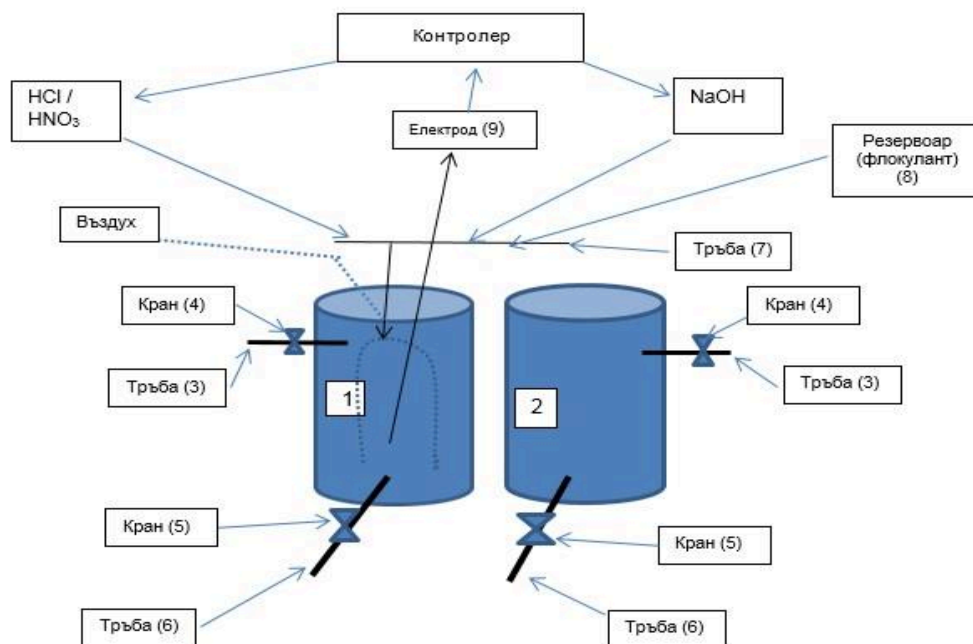 Контролер
HCl /
HNO₃
NaOH
Електрод (9)
Резервоар
(флокулант)
(8)
Въздух
Тръба (7)
Кран (4)
Кран (4)
Тръба (3)
Тръба (3)
1
2
Кран (5)
Кран (5)
Тръба (6)
Тръба (6)